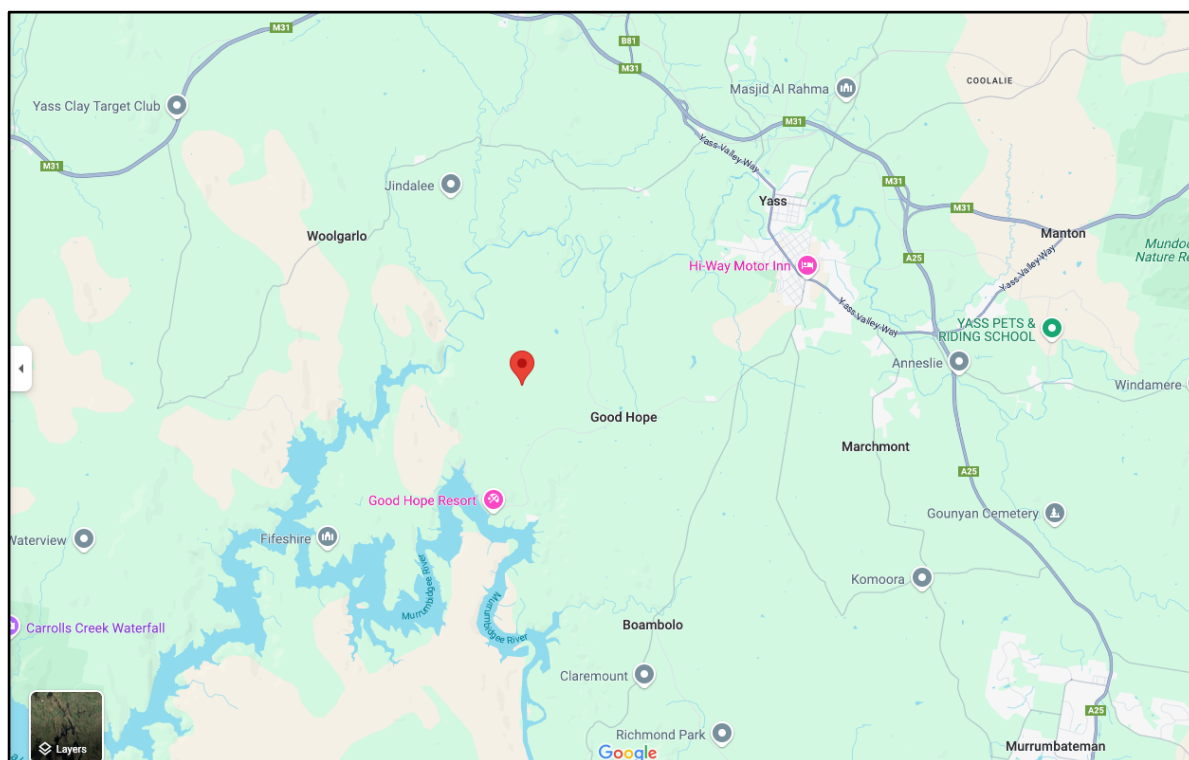 M31
B81
M31
COOLALIE
Yass Clay Target Club
Masjid Al Rahma
M31
Yass Valley Way
M31
Jindalee
M31
Yass
M31
Woolgarlo
Manton
Hi-Way Motor Inn
A25
Yass Valley Way
Nature Re
Yass Valley Way
YASS PETS &
RIDING SCHOOL
Anneslie
Windamere
Good Hope
Marchmont
A25
Good Hope Resort
Gounyan Cemetery
Waterview
Fifeshire
Komoora
Murrumbidgee River
Murrumbidgee River
Carrolls Creek Waterfall
Boambolo
Claremount
A25
Layers
Richmond Park
Google
Murrumbateman